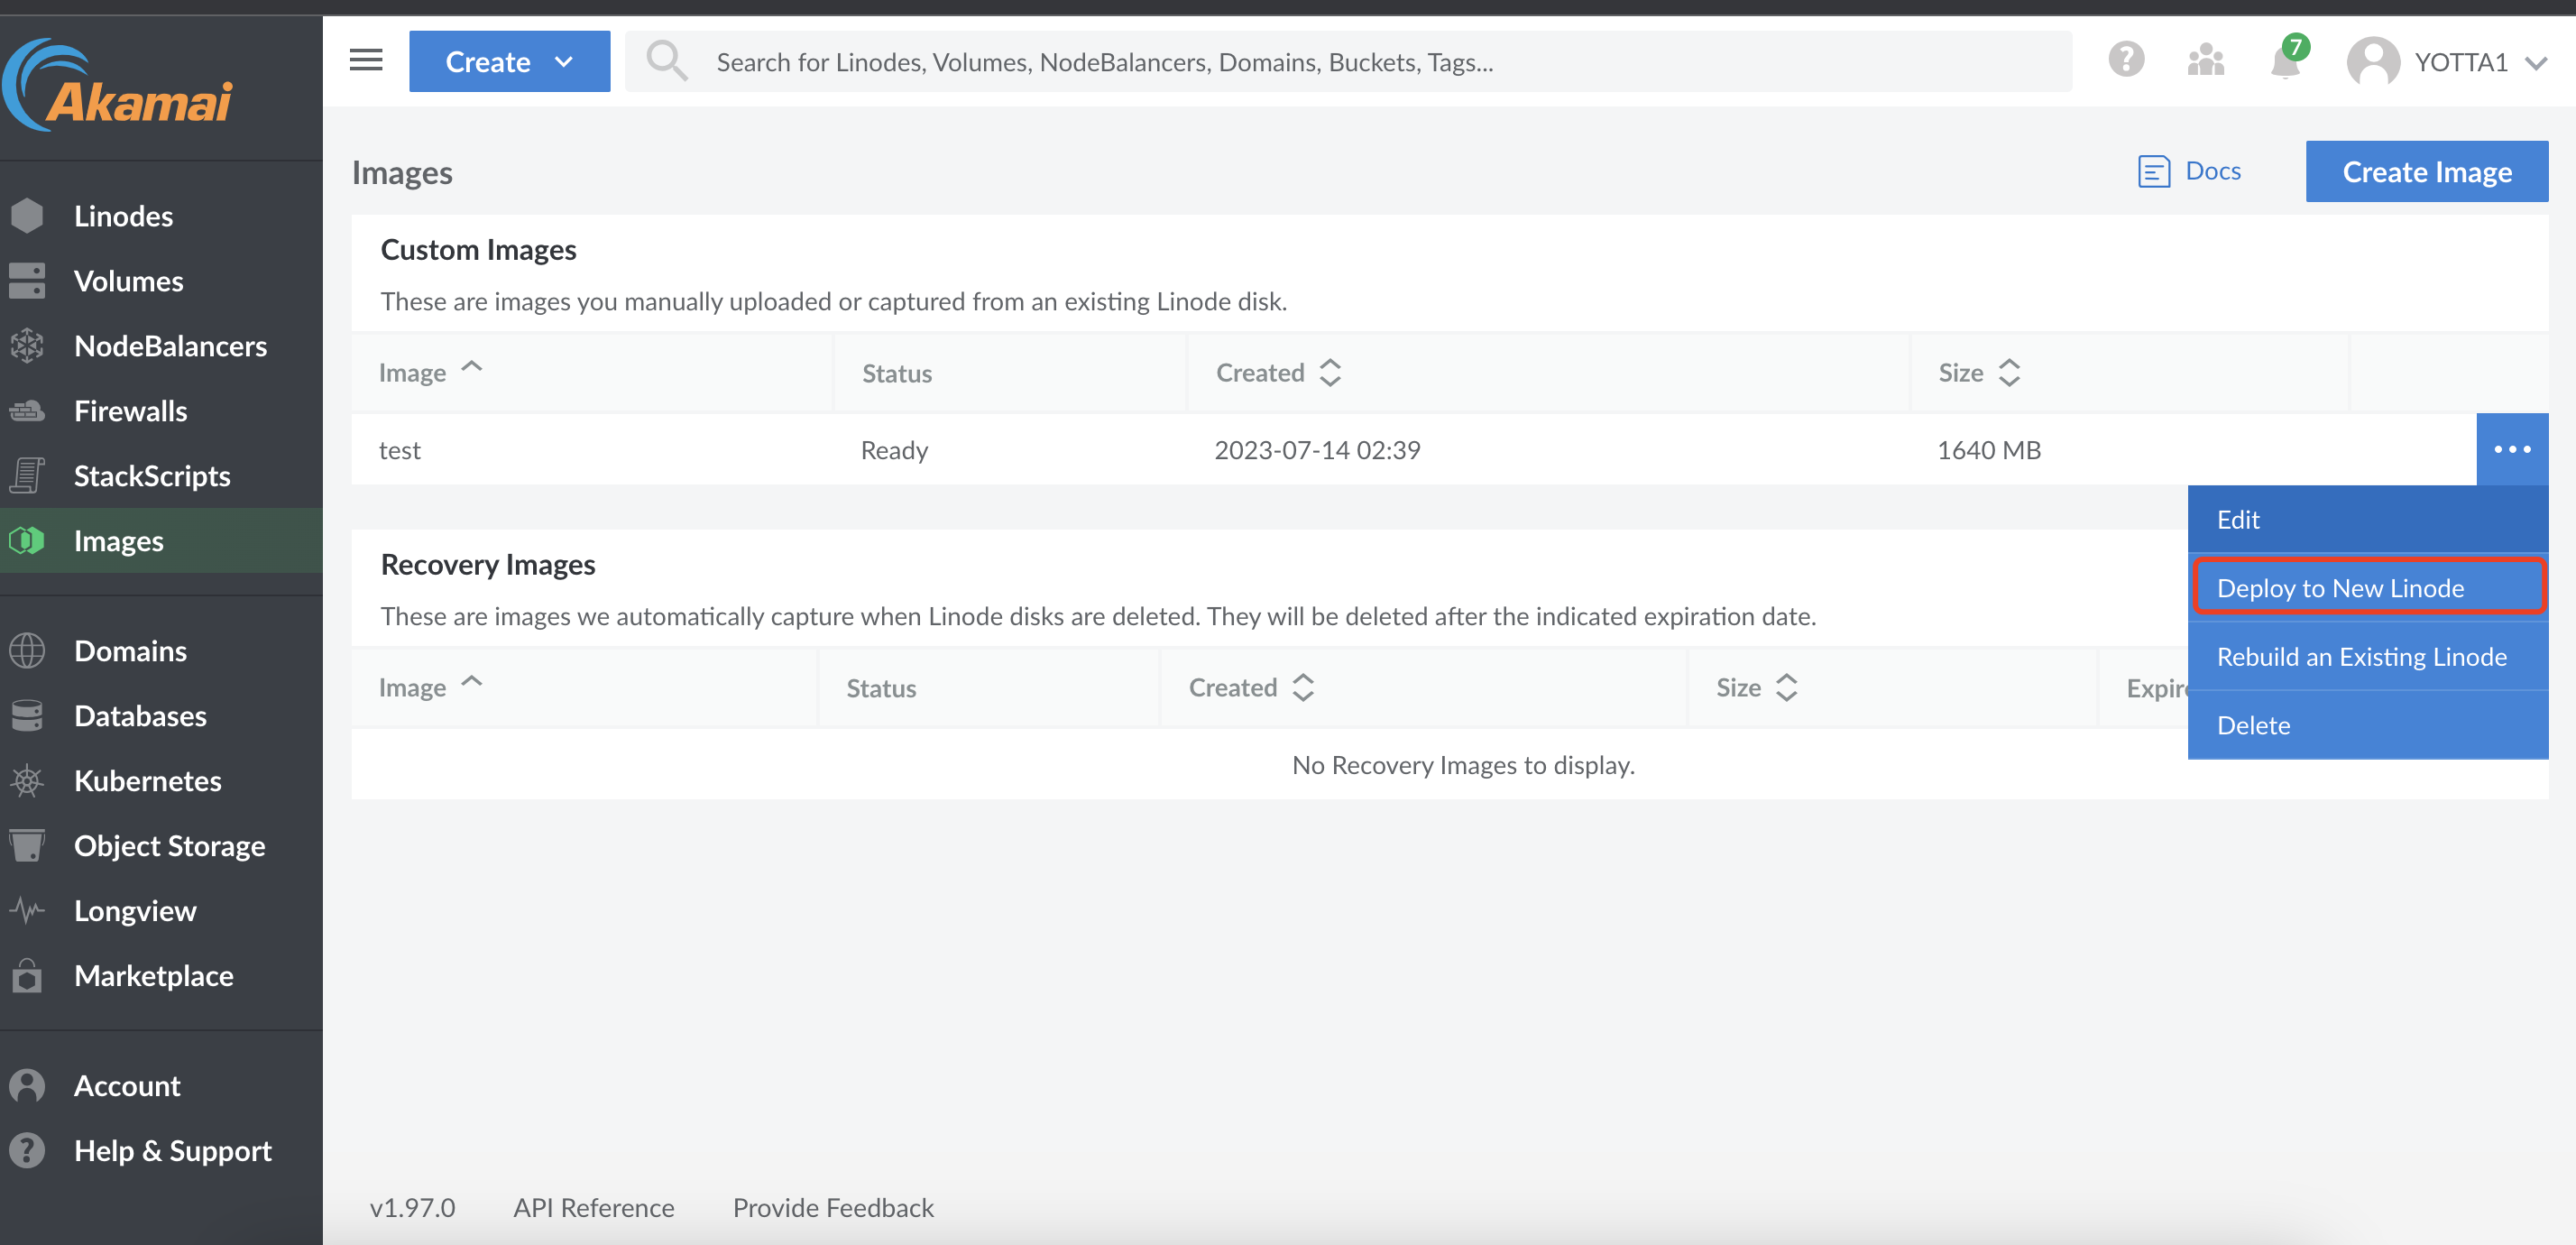 Akamai
Create
Search for Linodes, Volumes, NodeBalancers, Domains, Buckets, Tags...
7
YOTTA1
Linodes
Volumes
NodeBalancers
Firewalls
StackScripts
Images
Domains
Databases
Kubernetes
Object Storage
Longview
Marketplace
Account
Help & Support
Images
Docs
Create Image
Custom Images
These are images you manually uploaded or captured from an existing Linode disk.
Image Status Created Size
test Ready 2023-07-14 02:39 1640 MB
Edit
Deploy to New Linode
Rebuild an Existing Linode
Delete
Recovery Images
These are images we automatically capture when Linode disks are deleted. They will be deleted after the indicated expiration date.
Image Status Created Size
No Recovery Images to display.
v1.97.0 API Reference Provide Feedback